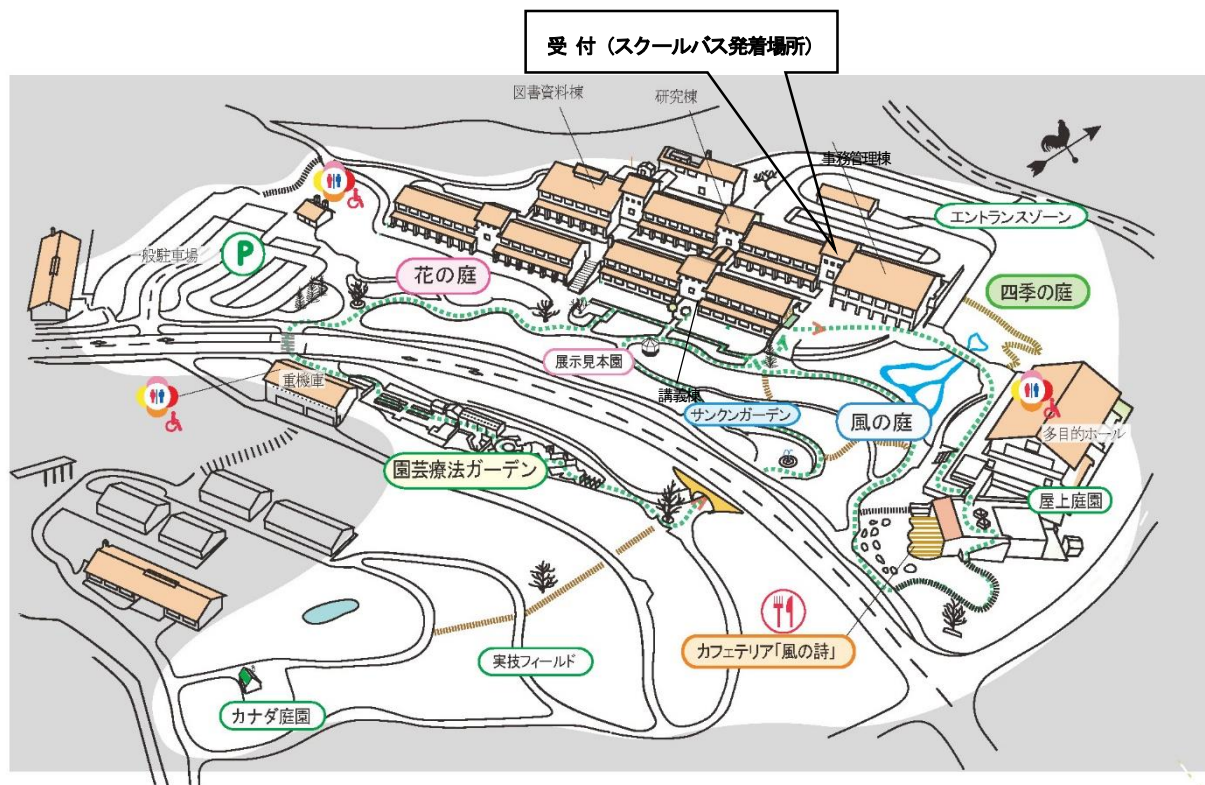 受 付（スクールバス発着場所）
図書資料棟
研究棟
事務管理棟
エントランスゾーン
一般駐車場
P
花の庭
四季の庭
展示見本園
重機庫
講義棟
サンクンガーデン
風の庭
多目的ホール
園芸療法ガーデン
屋上庭園
カフェテリア「風の詩」
実技フィールド
カナダ庭園